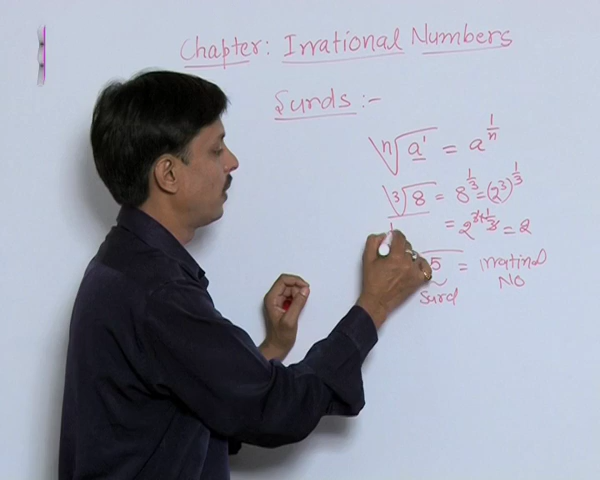 Chapter: Irrational Numbers
Surds :-
ⁿ√a¹ = a^(1/n)
³√8 = 8^(1/3) = (2³)^(1/3)
= 2^(3×1/3) = 2
5 = irratinal
Surd No